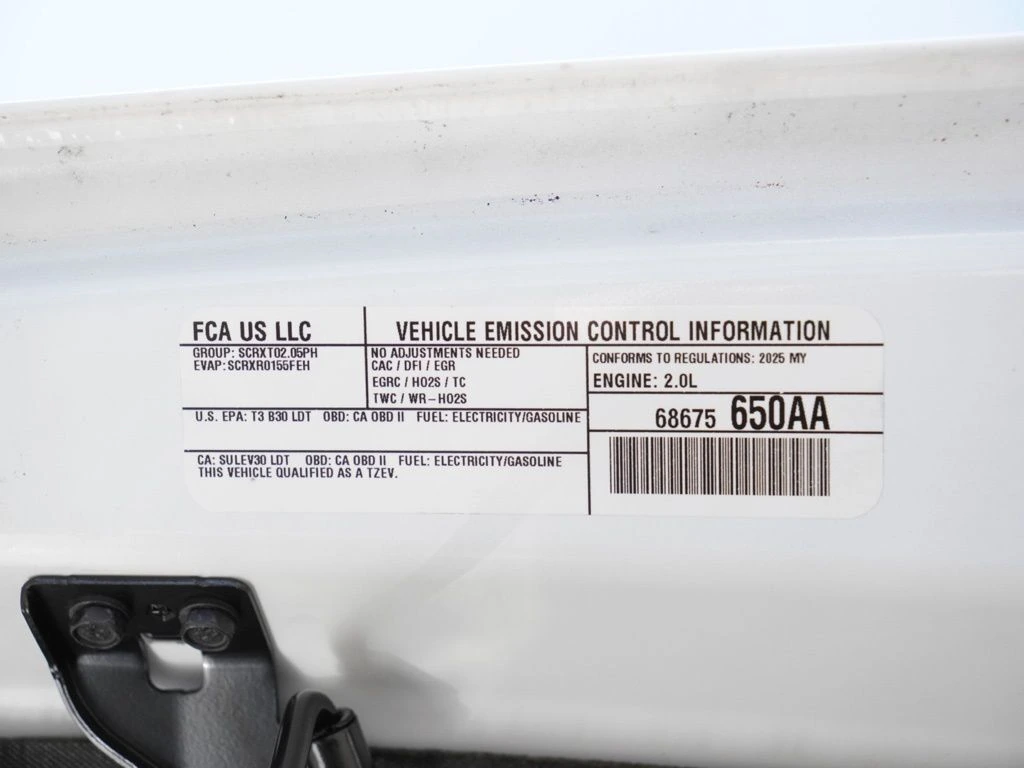 FCA US LLC
VEHICLE EMISSION CONTROL INFORMATION
GROUP: SCRXT02.05PH
EVAP: SCRXR0155FEH
NO ADJUSTMENTS NEEDED
CAC / DFI / EGR
EGRC / HO2S / TC
TWC / WR-HO2S
CONFORMS TO REGULATIONS: 2025 MY
ENGINE: 2.0L
U.S. EPA: T3 B30 LDT OBD: CA OBD II FUEL: ELECTRICITY/GASOLINE
68675 650AA
CA: SULEV30 LDT OBD: CA OBD II FUEL: ELECTRICITY/GASOLINE
THIS VEHICLE QUALIFIED AS A TZEV.